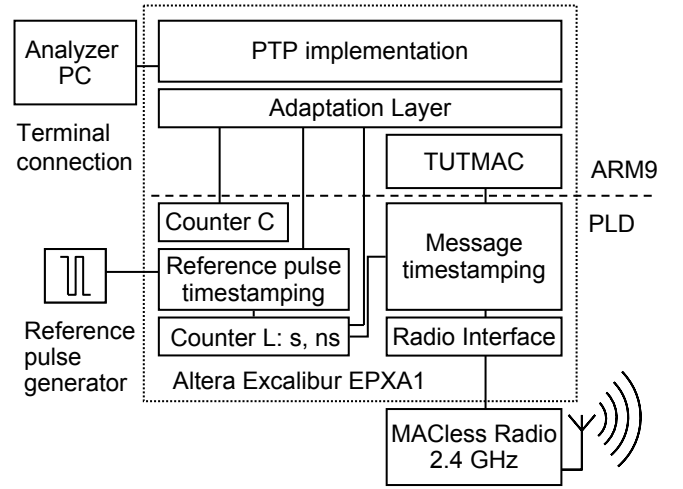 Analyzer
PC
PTP implementation
Adaptation Layer
Terminal
connection
TUTMAC
ARM9
PLD
Counter C
Message
timestamping
Reference pulse
timestamping
Reference
pulse
generator
Counter L: s, ns
Radio Interface
Altera Excalibur EPXA1
MACless Radio
2.4 GHz